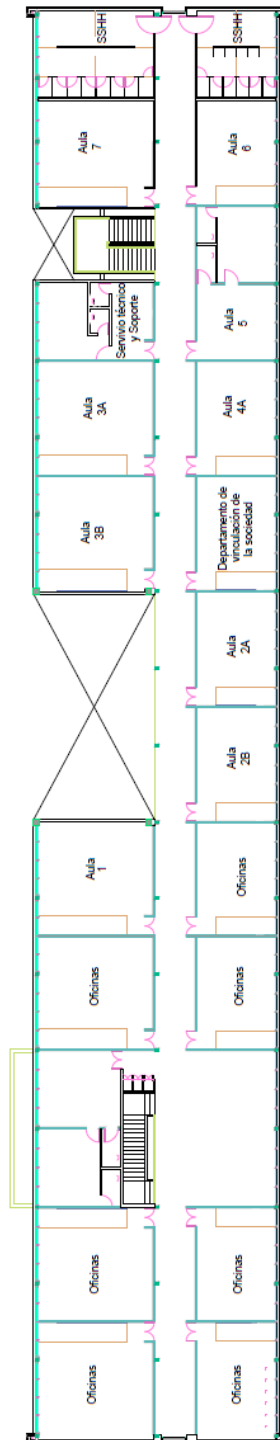 SSHH
SSHH
Aula
7
Aula
6
Servivio técnico
y Soporte
Aula
5
Aula
3A
Aula
4A
Aula
3B
Departamento de
vinculación de
la sociedad
Aula
2A
Aula
2B
Aula
1
Oficinas
Oficinas
Oficinas
Oficinas
Oficinas
Oficinas
Oficinas